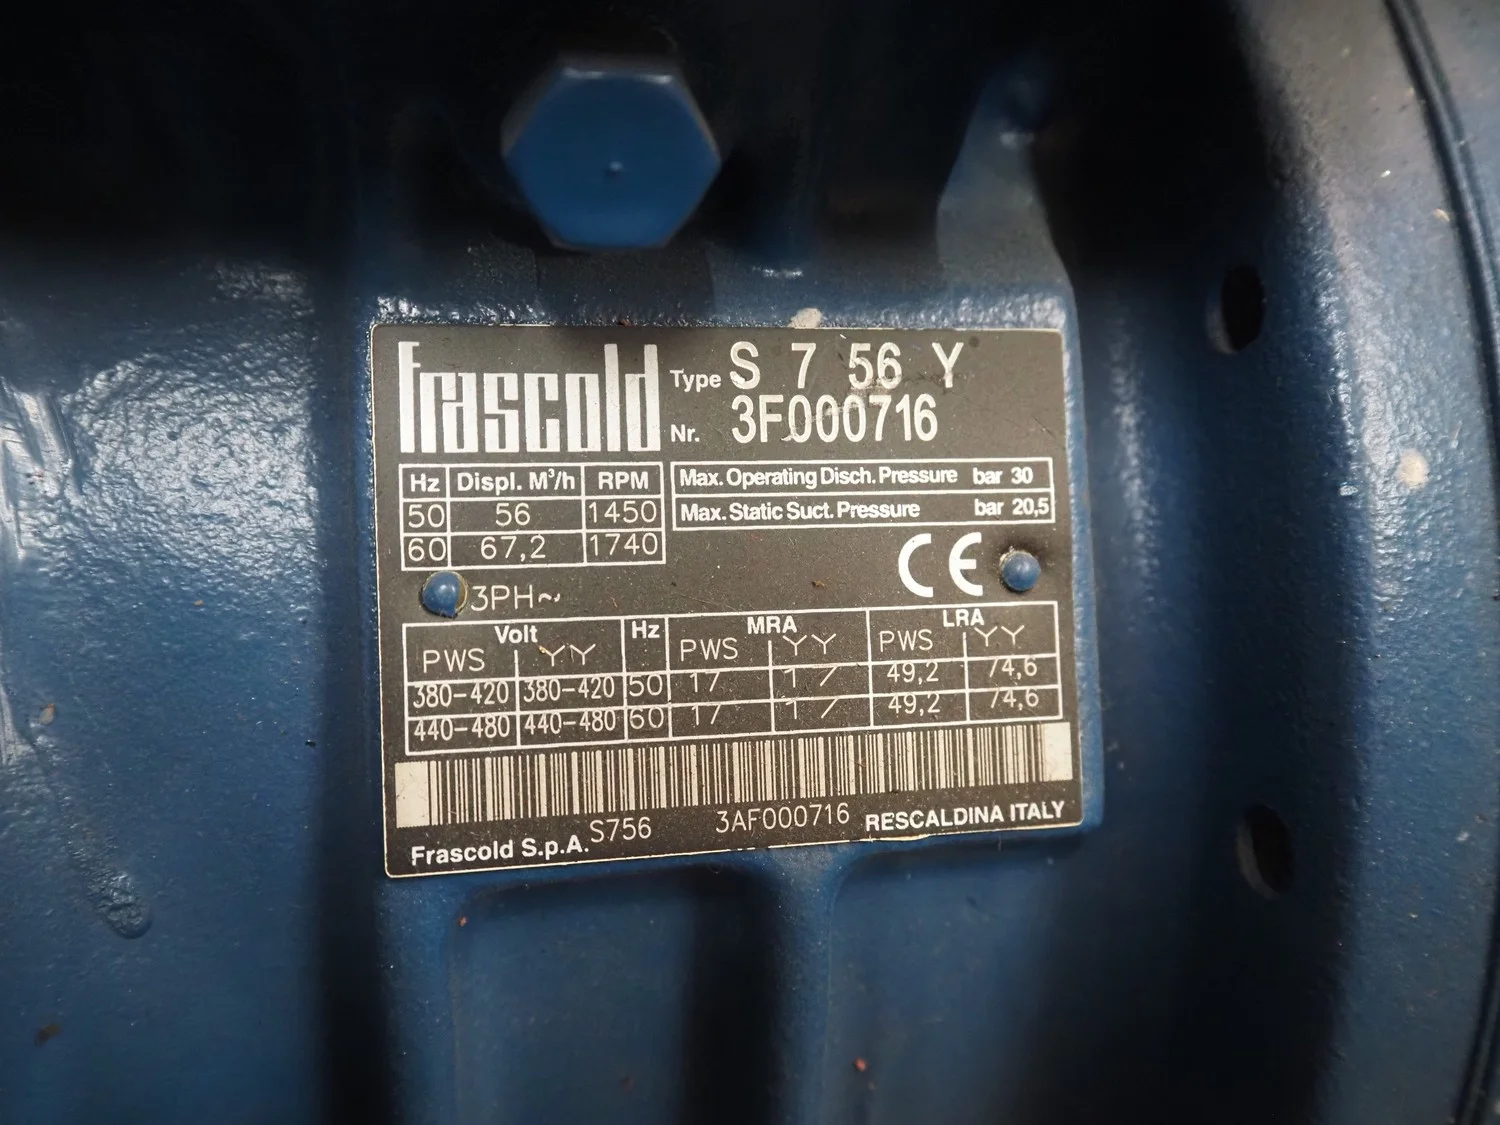 Frascold
Type S 7 56 Y
Nr. 3F000716
Hz Displ. M³/h RPM
50 56 1450
60 67,2 1740
Max. Operating Disch. Pressure bar 30
Max. Static Suct. Pressure bar 20,5
CE
3PH~
Volt Hz MRA LRA
PWS YY PWS YY PWS YY
380-420 380-420 50 17 17 49,2 74,6
440-480 440-480 60 17 17 49,2 74,6
Frascold S.p.A. S756 3AF000716 RESCALDINA ITALY